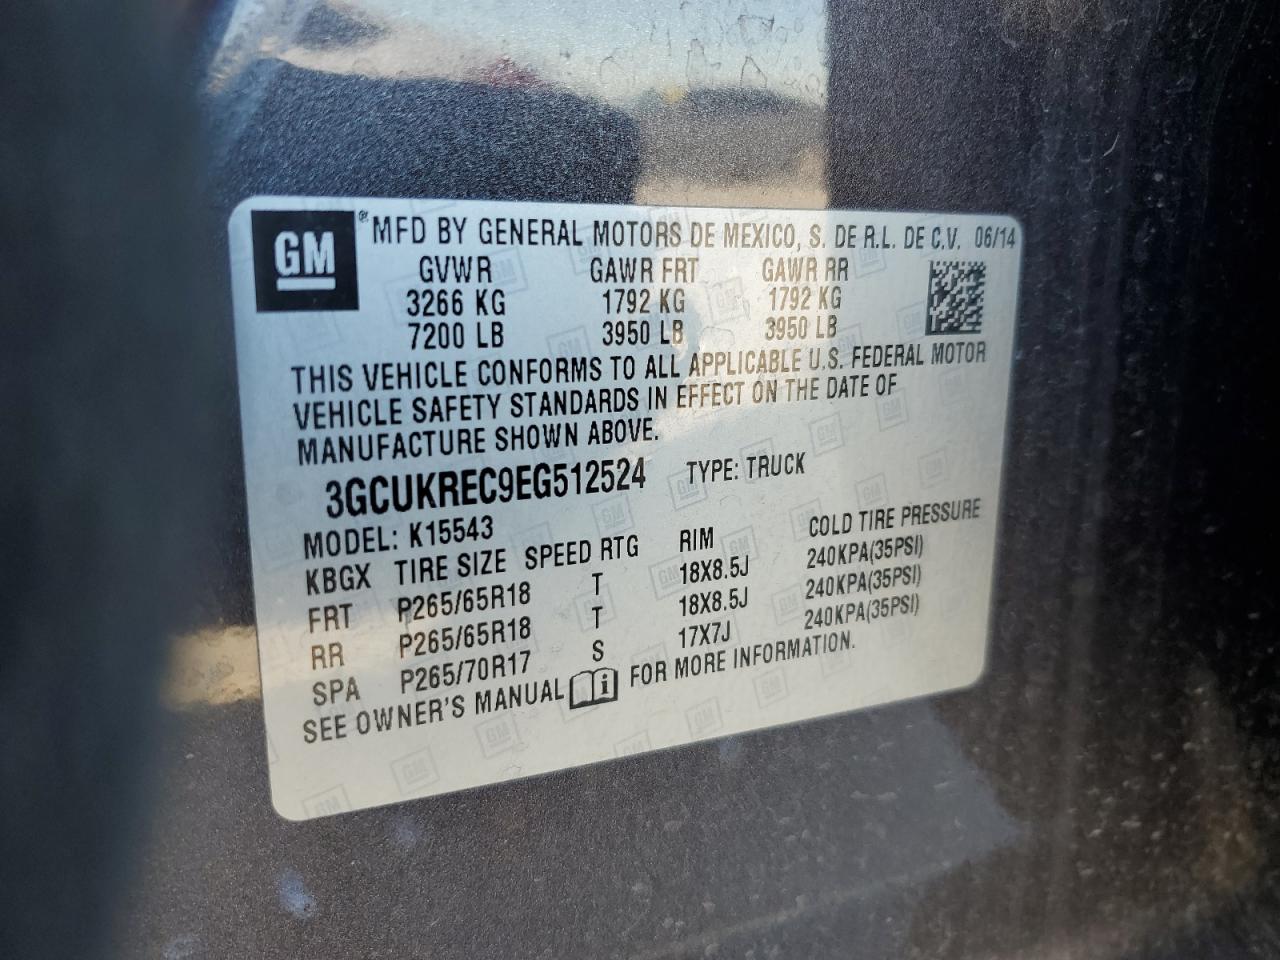 GM ® MFD BY GENERAL MOTORS DE MEXICO, S. DE R.L. DE C.V. 06/14
GVWR GAWR FRT GAWR RR
3266 KG 1792 KG 1792 KG
7200 LB 3950 LB 3950 LB
THIS VEHICLE CONFORMS TO ALL APPLICABLE U.S. FEDERAL MOTOR
VEHICLE SAFETY STANDARDS IN EFFECT ON THE DATE OF
MANUFACTURE SHOWN ABOVE.
3GCUKREC9EG512524 TYPE: TRUCK
MODEL: K15543
KBGX TIRE SIZE SPEED RTG RIM COLD TIRE PRESSURE
FRT P265/65R18 T 18X8.5J 240KPA(35PSI)
RR P265/65R18 T 18X8.5J 240KPA(35PSI)
SPA P265/70R17 S 17X7J 240KPA(35PSI)
SEE OWNER'S MANUAL i FOR MORE INFORMATION.